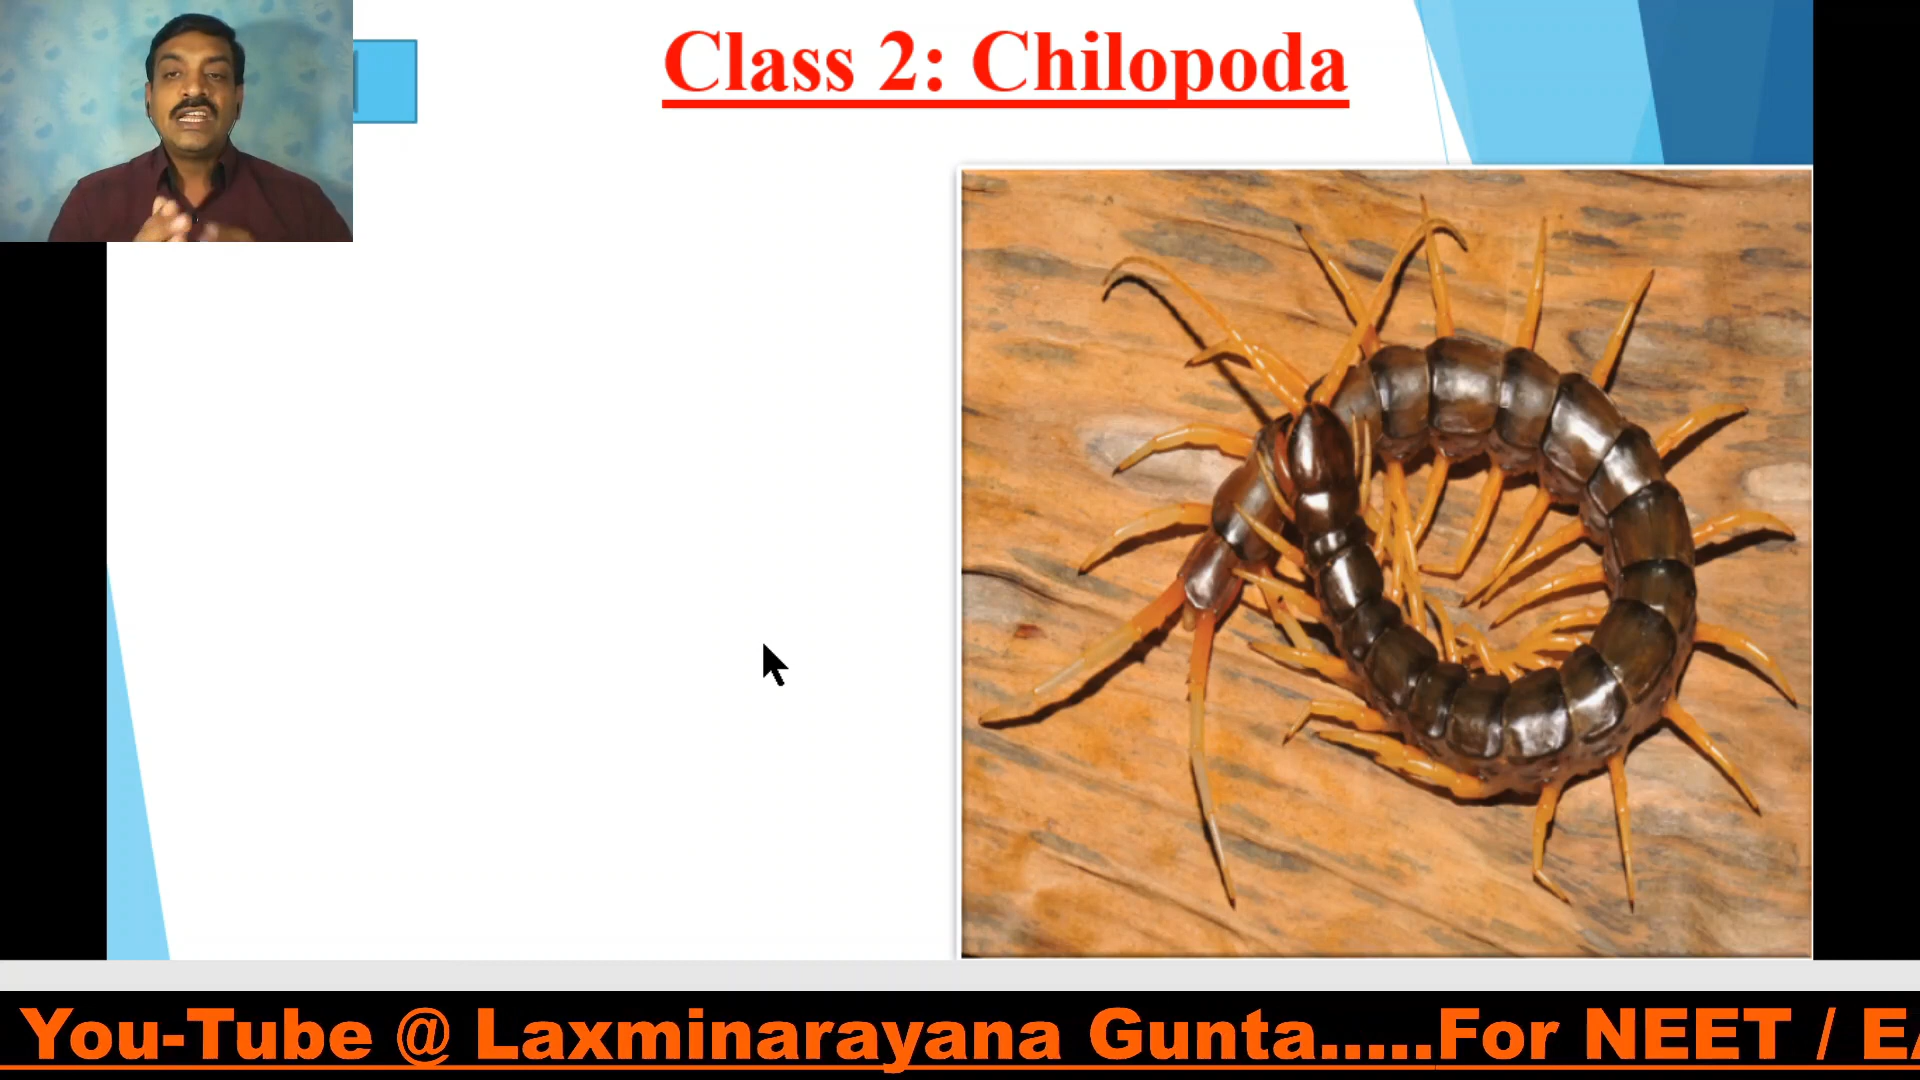 Class 2: Chilopoda
You-Tube @ Laxminarayana Gunta.....For NEET /